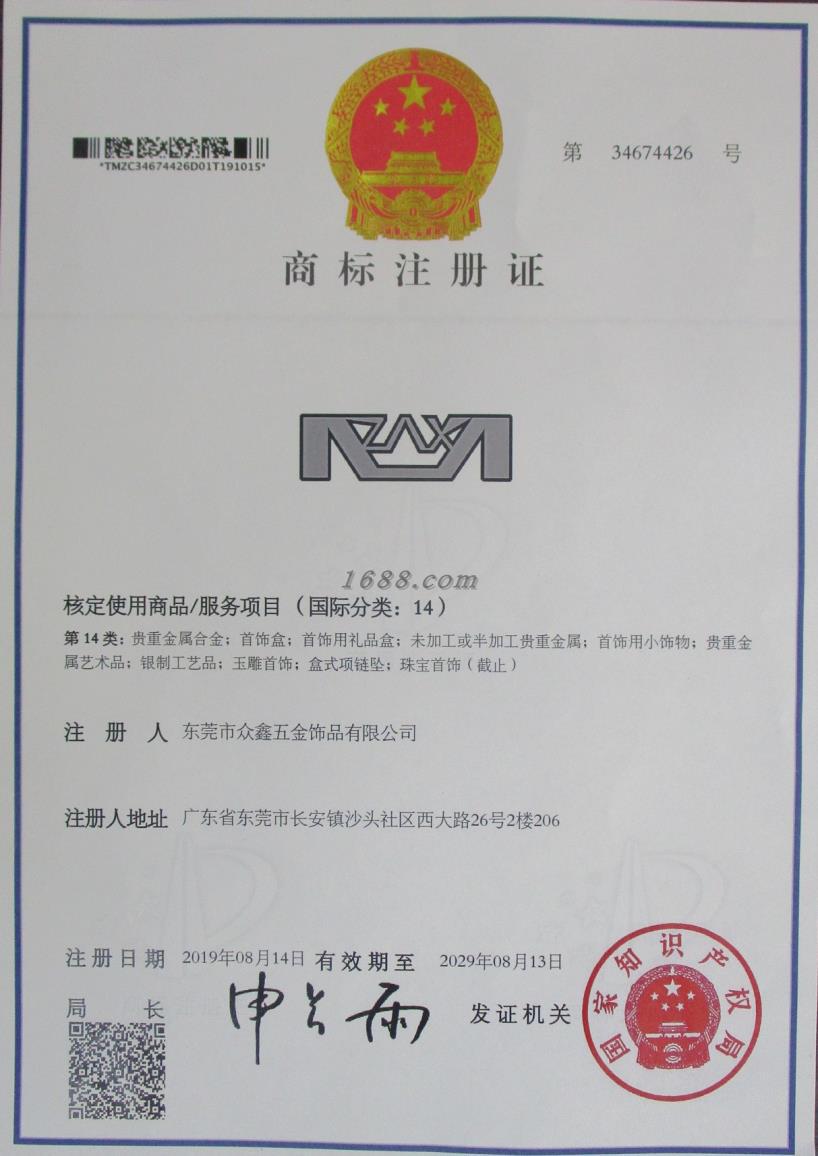 *TMZC34674426D01T191015*
第 34674426 号
商标注册证
1688.com
核定使用商品/服务项目（国际分类：14）
第14类：贵重金属合金；首饰盒；首饰用礼品盒；未加工或半加工贵重金属；首饰用小饰物；贵重金
属艺术品；银制工艺品；玉雕首饰；盒式项链坠；珠宝首饰（截止）
注册人 东莞市众鑫五金饰品有限公司
注册人地址 广东省东莞市长安镇沙头社区西大路26号2楼206
注册日期 2019年08月14日 有效期至 2029年08月13日
局长 申长雨 发证机关
国家知识产权局